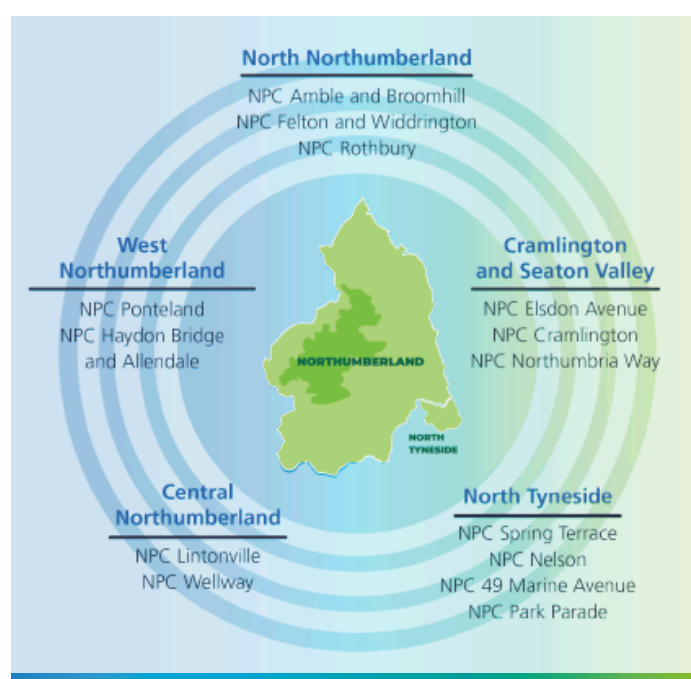 North Northumberland
NPC Amble and Broomhill
NPC Felton and Widdrington
NPC Rothbury
West
Northumberland
NPC Ponteland
NPC Haydon Bridge
and Allendale
Cramlington
and Seaton Valley
NPC Elsdon Avenue
NPC Cramlington
NPC Northumbria Way
NORTHUMBERLAND
NORTH
TYNESIDE
Central
Northumberland
NPC Lintonville
NPC Wellway
North Tyneside
NPC Spring Terrace
NPC Nelson
NPC 49 Marine Avenue
NPC Park Parade